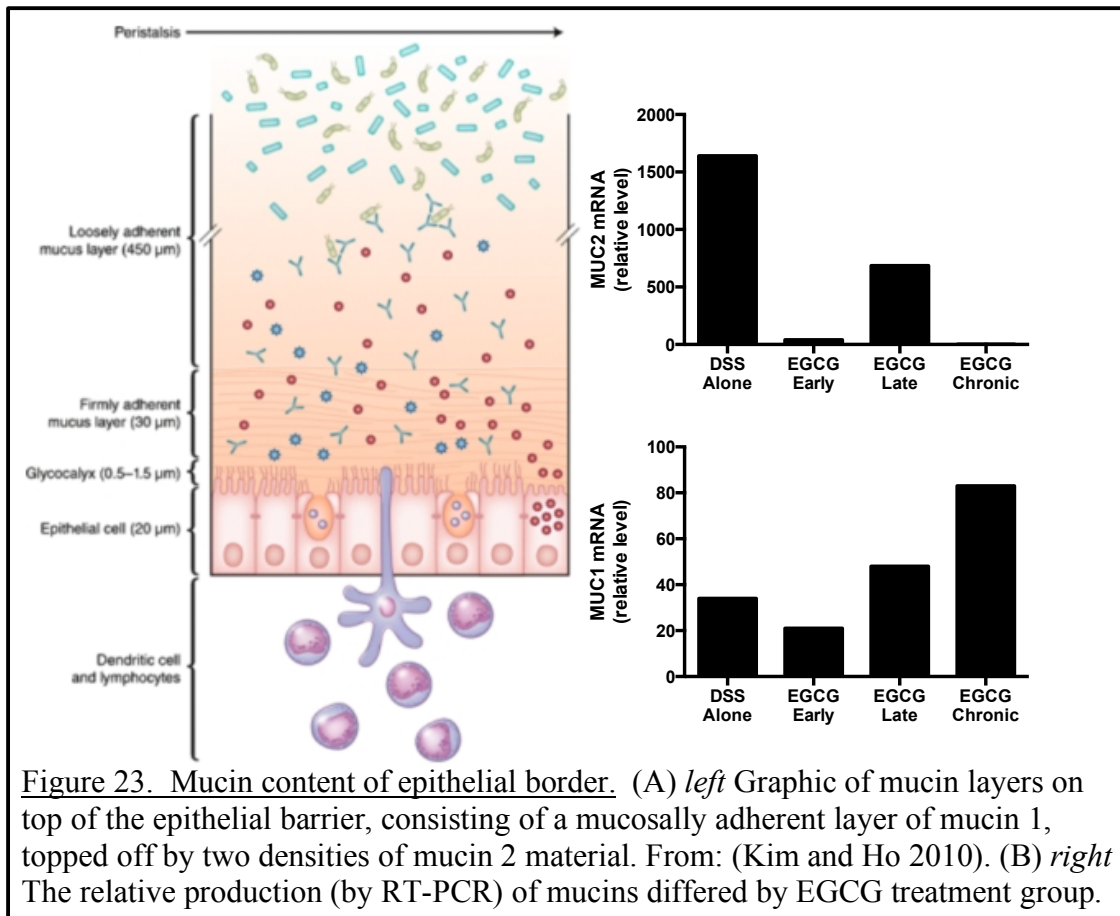 Peristalsis
Loosely adherent
mucus layer (450 µm)
Firmly adherent
mucus layer (30 µm)
Glycocalyx (0.5–1.5 µm)
Epithelial cell (20 µm)
Dendritic cell
and lymphocytes
MUC2 mRNA
(relative level)
2000
1500
1000
500
0
DSS
Alone
EGCG
Early
EGCG
Late
EGCG
Chronic
MUC1 mRNA
(relative level)
100
80
60
40
20
0
DSS
Alone
EGCG
Early
EGCG
Late
EGCG
Chronic
Figure 23. Mucin content of epithelial border. (A) left Graphic of mucin layers on
top of the epithelial barrier, consisting of a mucosally adherent layer of mucin 1,
topped off by two densities of mucin 2 material. From: (Kim and Ho 2010). (B) right
The relative production (by RT-PCR) of mucins differed by EGCG treatment group.